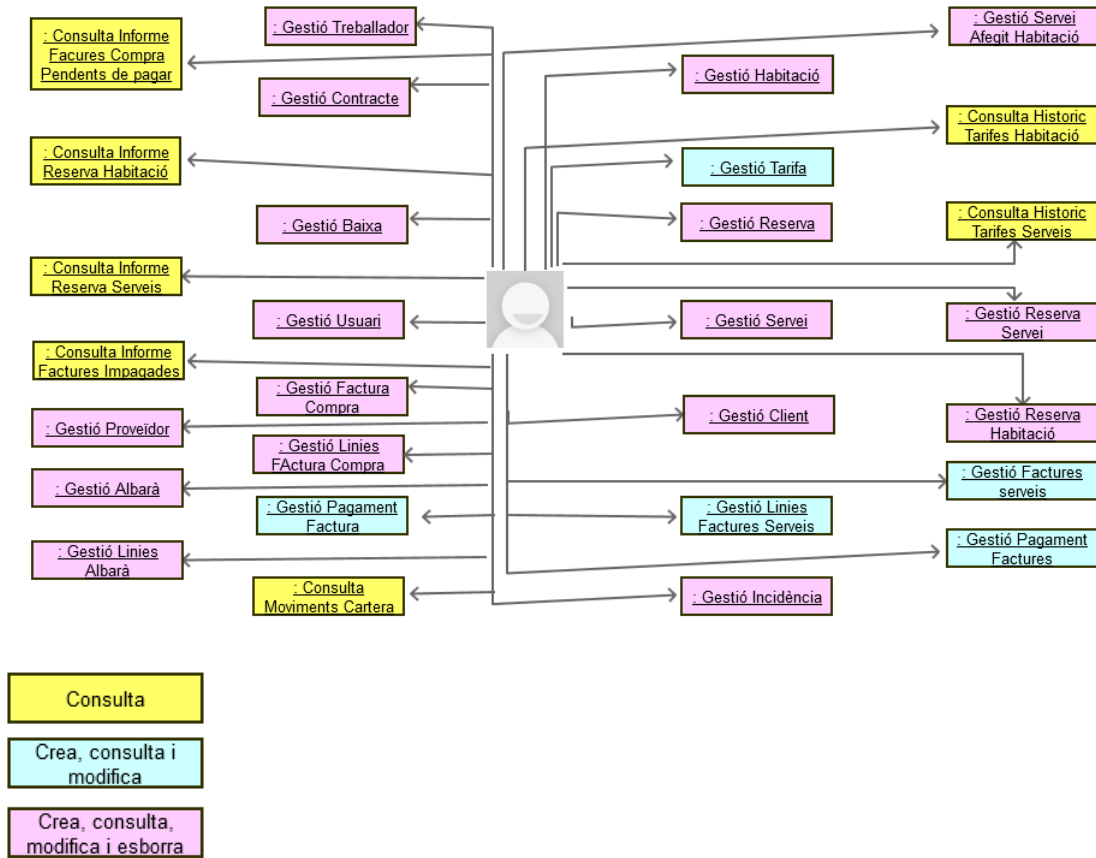 : Consulta Informe
Facures Compra
Pendents de pagar
: Gestió Treballador
: Gestió Servei
Afegit Habitació
: Gestió Contracte
: Gestió Habitació
: Consulta Informe
Reserva Habitació
: Consulta Historic
Tarifes Habitació
: Gestió Tarifa
: Gestió Baixa
: Gestió Reserva
: Consulta Historic
Tarifes Serveis
: Consulta Informe
Reserva Serveis
: Gestió Usuari
: Gestió Servei
: Gestió Reserva
Servei
: Consulta Informe
Factures Impagades
: Gestió Factura
Compra
: Gestió Proveïdor
: Gestió Client
: Gestió Reserva
Habitació
: Gestió Linies
FActura Compra
: Gestió Albarà
: Gestió Factures
serveis
: Gestió Pagament
Factura
: Gestió Linies
Factures Serveis
: Gestió Linies
Albarà
: Gestió Pagament
Factures
: Consulta
Moviments Cartera
: Gestió Incidència
Consulta
Crea, consulta i
modifica
Crea, consulta,
modifica i esborra